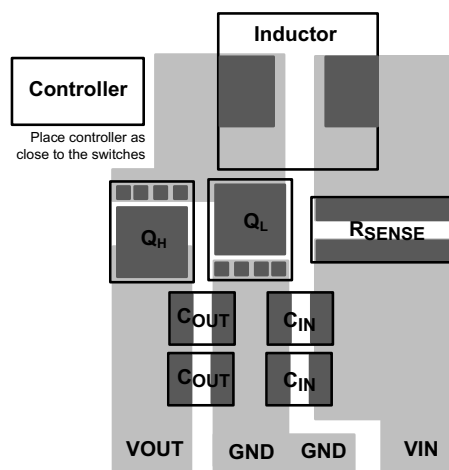 Inductor
Controller
Place controller as
close to the switches
QH
QL
RSENSE
COUT
CIN
COUT
CIN
VOUT
GND
GND
VIN